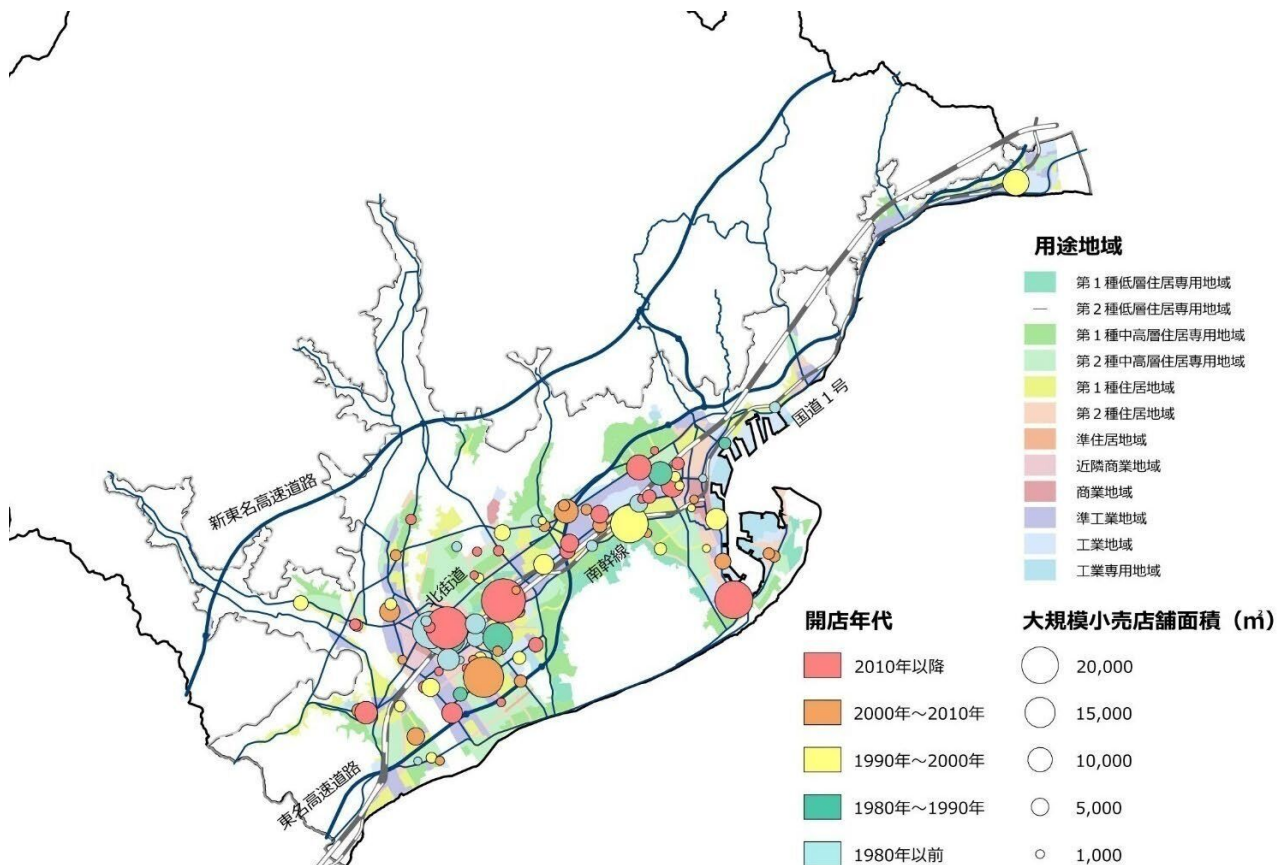 用途地域
第１種低層住居専用地域
第２種低層住居専用地域
第１種中高層住居専用地域
第２種中高層住居専用地域
第１種住居地域
第２種住居地域
準住居地域
近隣商業地域
商業地域
準工業地域
工業地域
工業専用地域
国道１号
新東名高速道路
北街道
南幹線
東名高速道路
開店年代
2010年以降
2000年～2010年
1990年～2000年
1980年～1990年
1980年以前
大規模小売店舗面積（㎡）
20,000
15,000
10,000
5,000
1,000